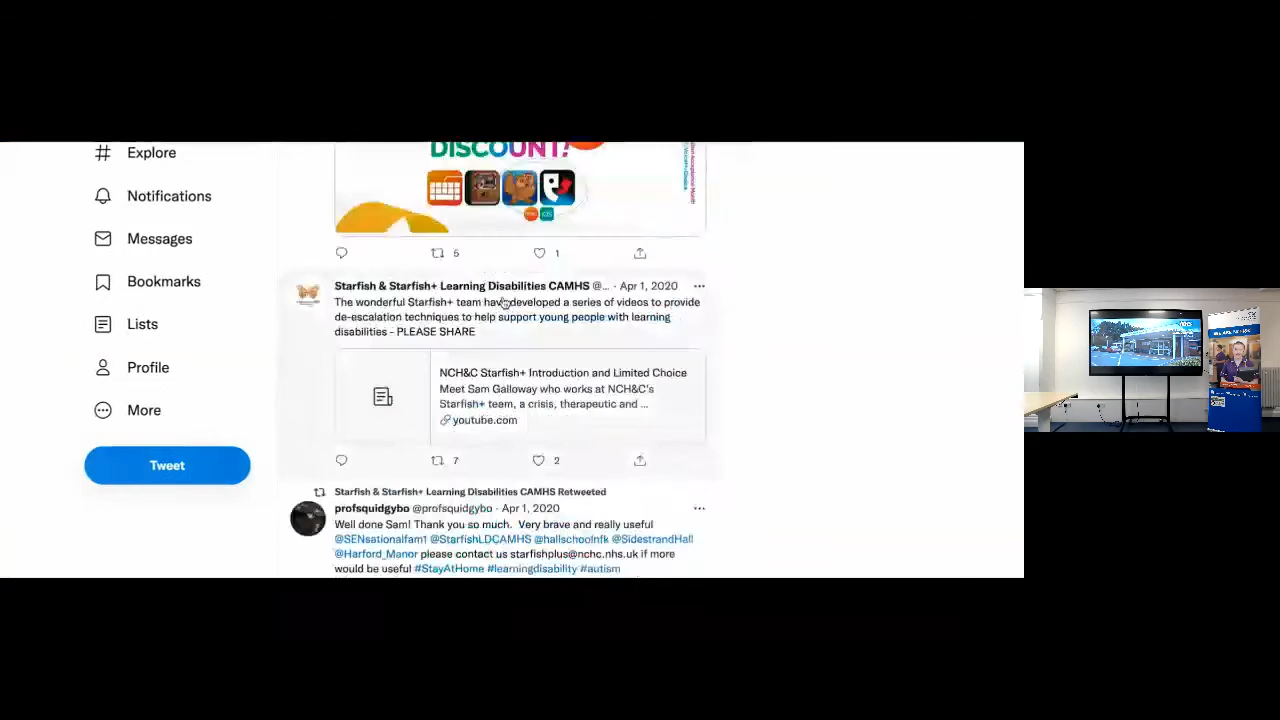 Explore
Notifications
Messages
Bookmarks
Lists
Profile
More
Tweet
DISCOUNT!
5
1
Starfish & Starfish+ Learning Disabilities CAMHS @... · Apr 1, 2020
The wonderful Starfish+ team have developed a series of videos to provide
de-escalation techniques to help support young people with learning
disabilities - PLEASE SHARE
NCH&C Starfish+ Introduction and Limited Choice
Meet Sam Galloway who works at NCH&C's
Starfish+ team, a crisis, therapeutic and ...
youtube.com
7
2
Starfish & Starfish+ Learning Disabilities CAMHS Retweeted
profsquidgybo @profsquidgybo · Apr 1, 2020
Well done Sam! Thank you so much. Very brave and really useful
@SENsationalfam1 @StarfishLDCAMHS @hallschoolnfk @SidestrandHall
@Harford_Manor please contact us starfishplus@nchc.nhs.uk if more
would be useful #StayAtHome #learningdisability #autism
NHS